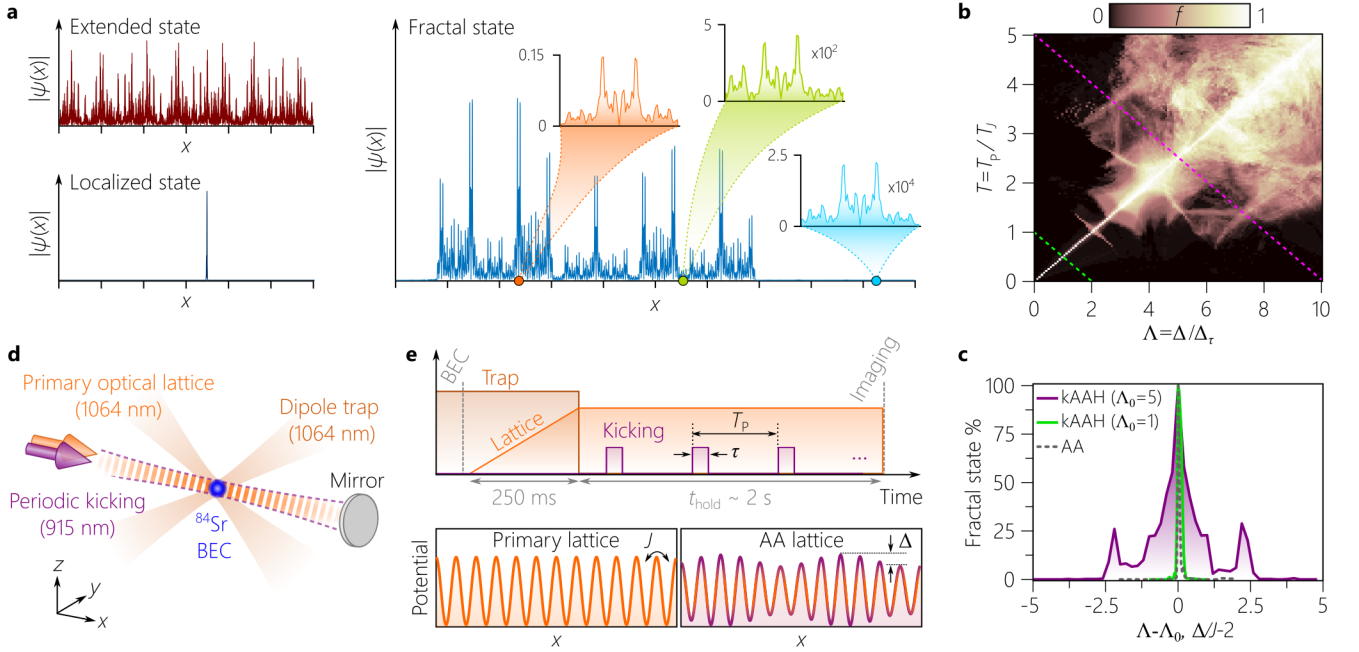 a
Extended state
|ψ(x)|
x
Localized state
|ψ(x)|
x
Fractal state
|ψ(x)|
x
0.15
0
5
0
x10²
2.5
0
x10⁴
b
0
f
1
5
4
3
2
1
0
T=Tₚ/T_J
0
2
4
6
8
10
Λ=Δ/Δ_τ
d
Primary optical lattice
(1064 nm)
Dipole trap
(1064 nm)
Mirror
Periodic kicking
(915 nm)
⁸⁴Sr
BEC
z
y
x
e
BEC
Trap
Lattice
Kicking
Tₚ
τ
...
Imaging
250 ms
t_hold ~ 2 s
Time
Potential
Primary lattice
J
x
AA lattice
Δ
x
c
Fractal state %
100
75
50
25
0
kAAH (Λ₀=5)
kAAH (Λ₀=1)
AA
-5
-2.5
0
2.5
5
Λ-Λ₀, Δ/J-2